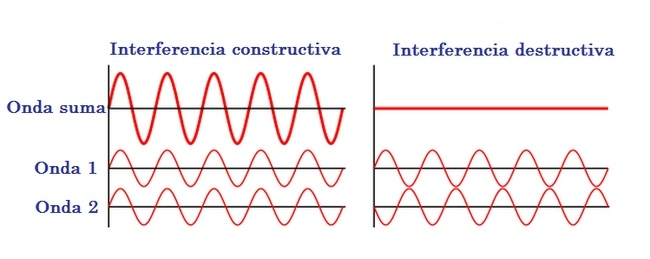 Interferencia constructiva
Interferencia destructiva
Onda suma
Onda 1
Onda 2